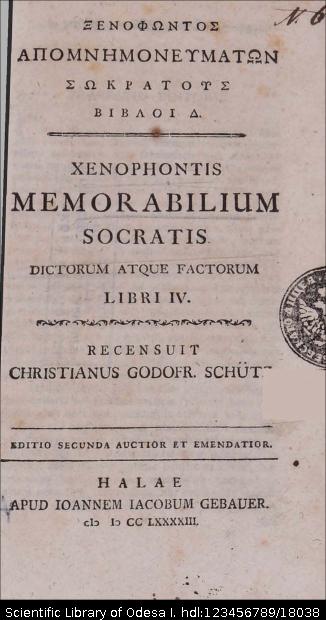 ΞΕΝΟΦΩΝΤΟΣ
ΑΠΟΜΝΗΜΟΝΕΥΜΑΤΩΝ
ΣΩΚΡΑΤΟΥΣ
ΒΙΒΛΟΙ Δ.
XENOPHONTIS
MEMORABILIUM
SOCRATIS
DICTORUM ATQUE FACTORUM
LIBRI IV.
RECENSUIT
CHRISTIANUS GODOFR.
EDITIO SECUNDA AUCTIOR ET EMENDATIOR.
HALAE
APUD IOANNEM IACOBUM GEBAUER.
cIↄ Iↄ CC LXXXXIII.
Scientific Library of Odesa I. hdl:123456789/18038